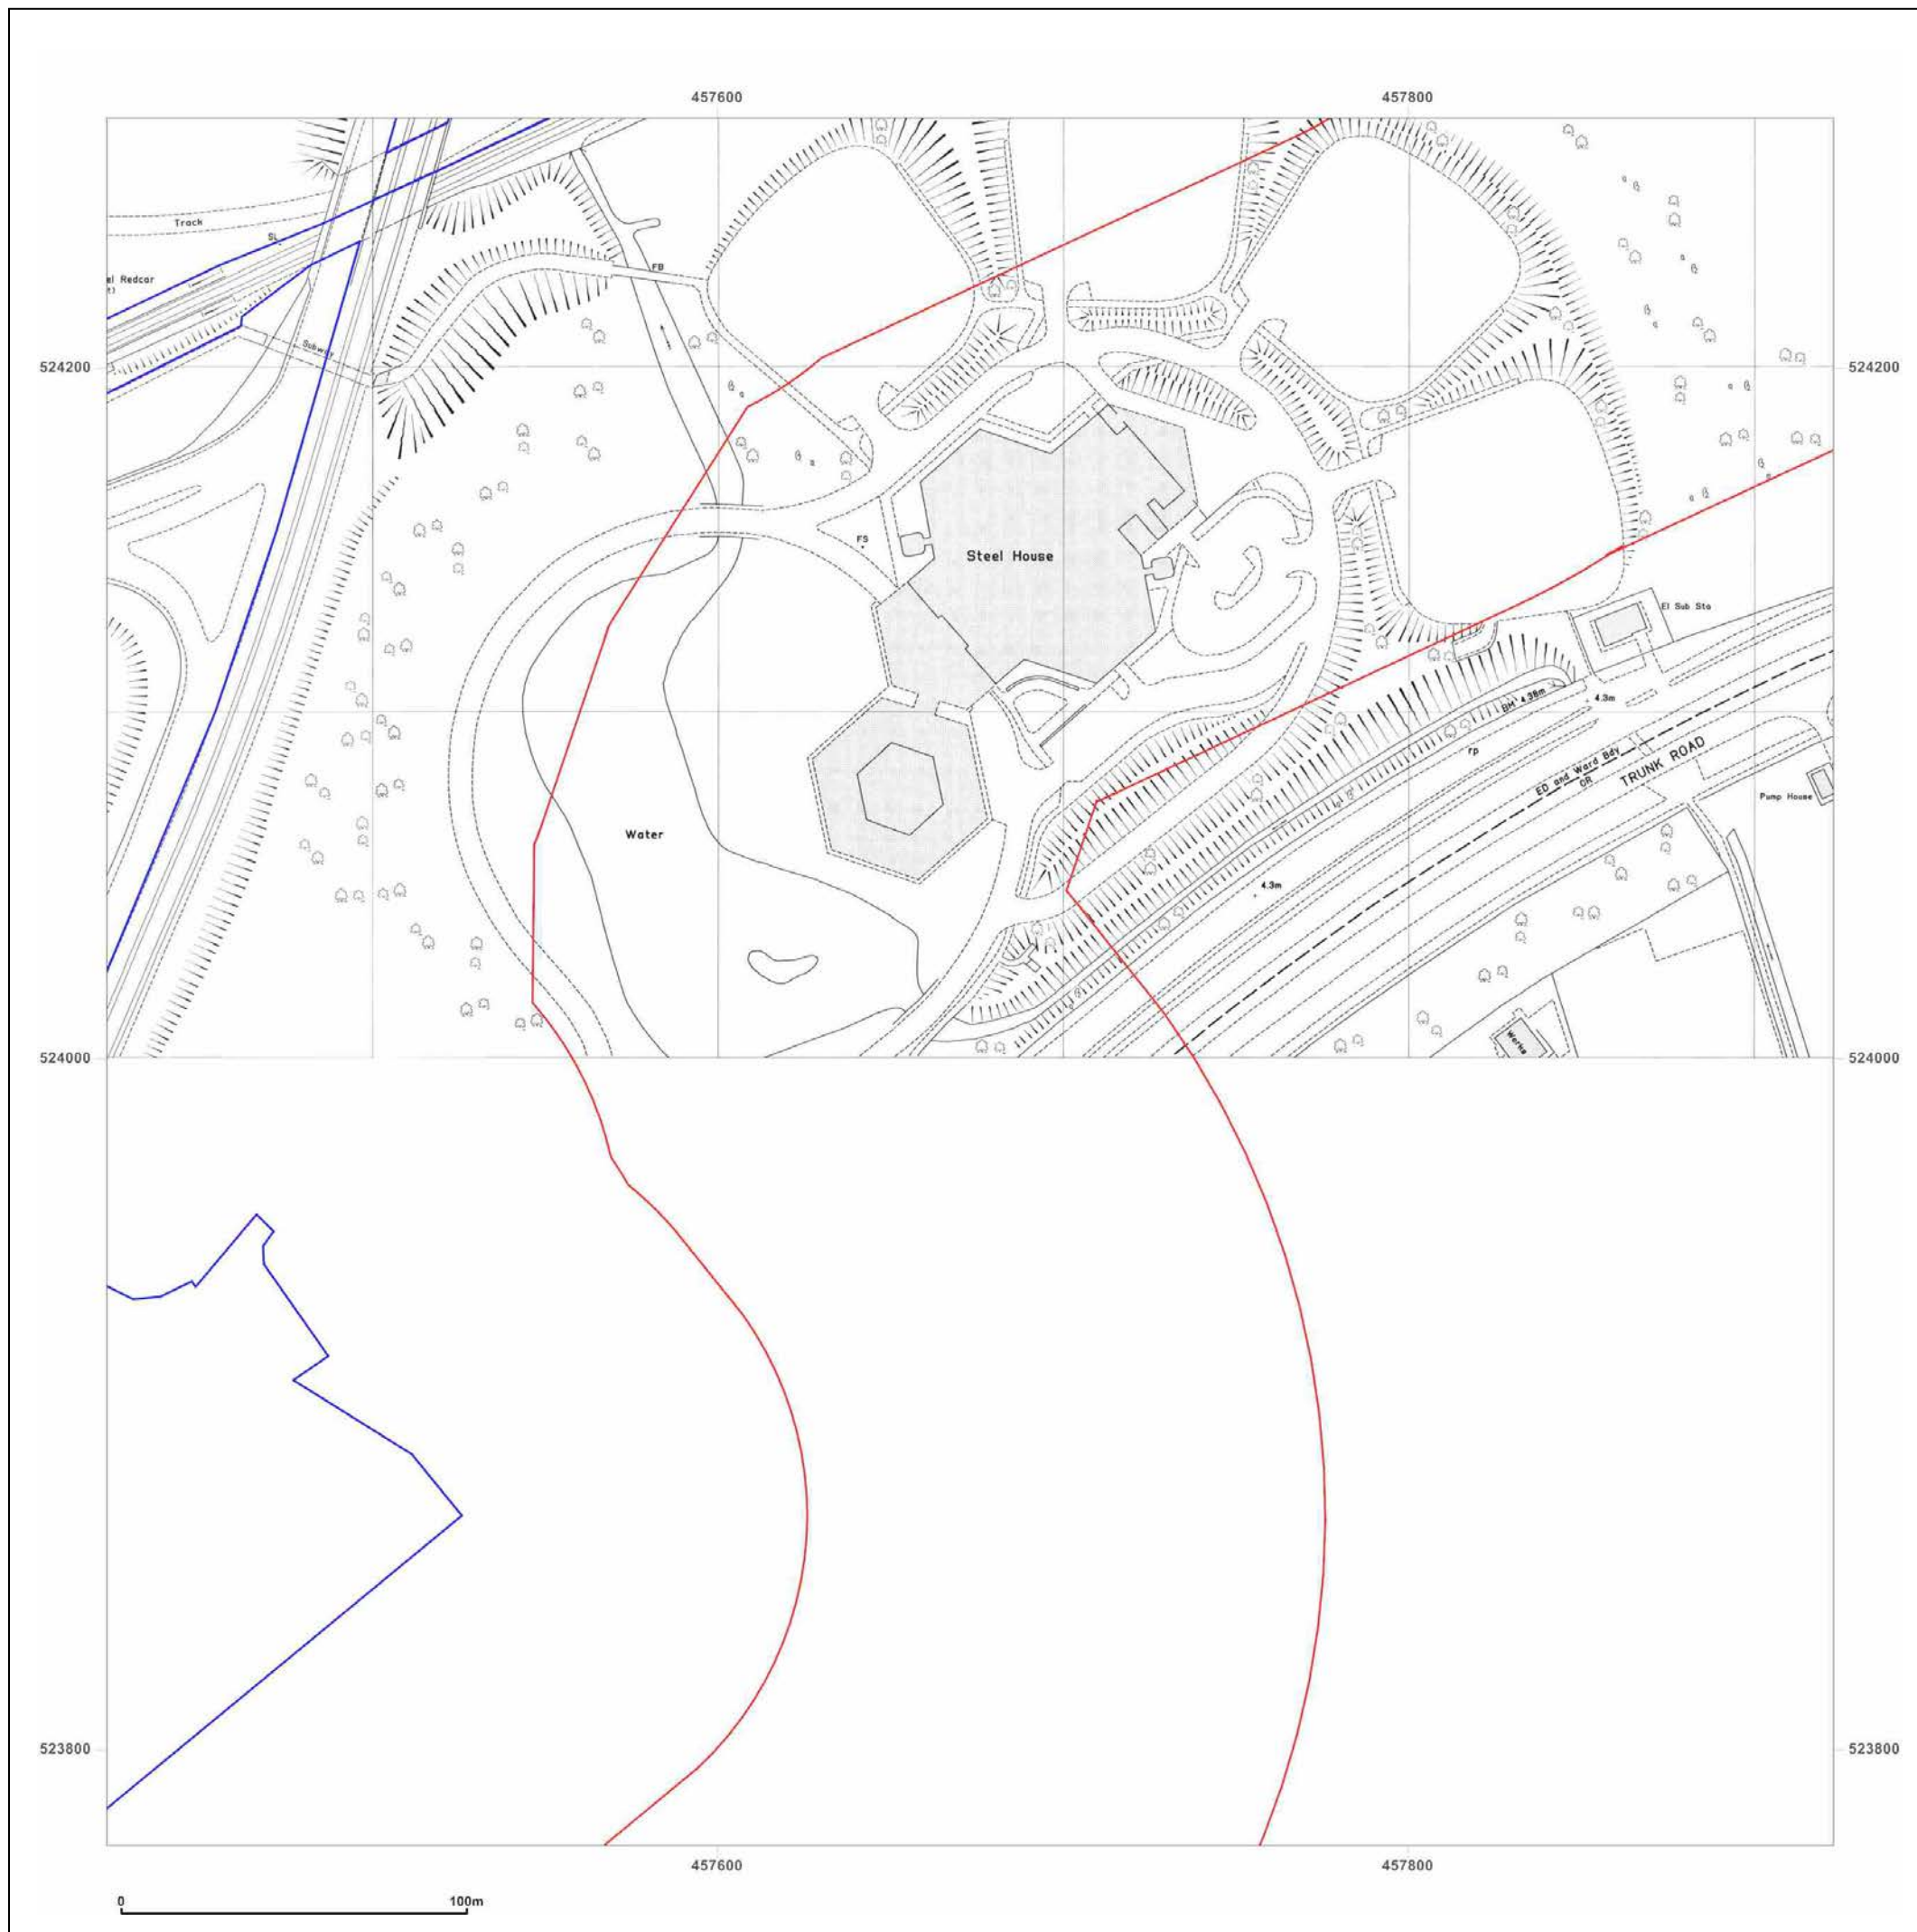 457600
457800
Track
SL
el Redcar
t)
FB
Subway
524200
524200
FS
Steel House
El Sub Sta
BM 4.38m
4.3m
rp
ED and Ward Bdy
CR
TRUNK ROAD
Pump House
Water
4.3m
Works
524000
524000
523800
523800
457600
457800
0
100m